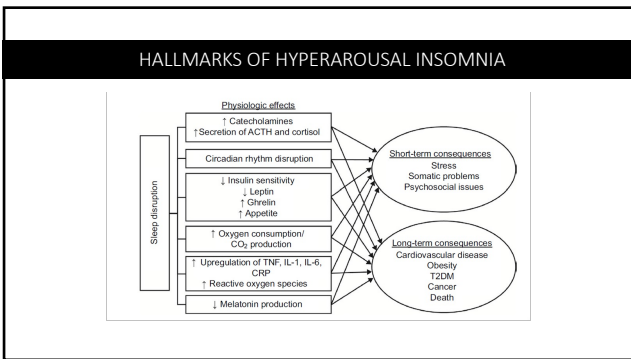 HALLMARKS OF HYPERAROUSAL INSOMNIA
Physiologic effects
Sleep disruption
↑ Catecholamines
↑Secretion of ACTH and cortisol
Circadian rhythm disruption
↓ Insulin sensitivity
↓ Leptin
↑ Ghrelin
↑ Appetite
↑ Oxygen consumption/
CO₂ production
↑ Upregulation of TNF, IL-1, IL-6,
CRP
↑ Reactive oxygen species
↓ Melatonin production
Short-term consequences
Stress
Somatic problems
Psychosocial issues
Long-term consequences
Cardiovascular disease
Obesity
T2DM
Cancer
Death